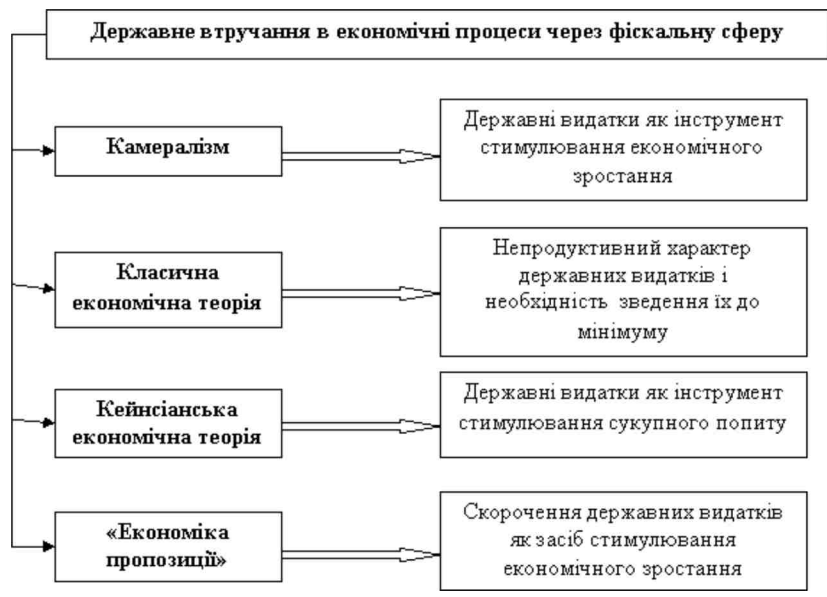 Державне втручання в економічні процеси через фіскальну сферу
Камералізм
Державні видатки як інструмент
стимулювання економічного
зростання
Класична
економічна теорія
Непродуктивний характер
державних видатків і
необхідність зведення їх до
мінімуму
Кейнсіанська
економічна теорія
Державні видатки як інструмент
стимулювання сукупного попиту
«Економіка
пропозиції»
Скорочення державних видатків
як засіб стимулювання
економічного зростання